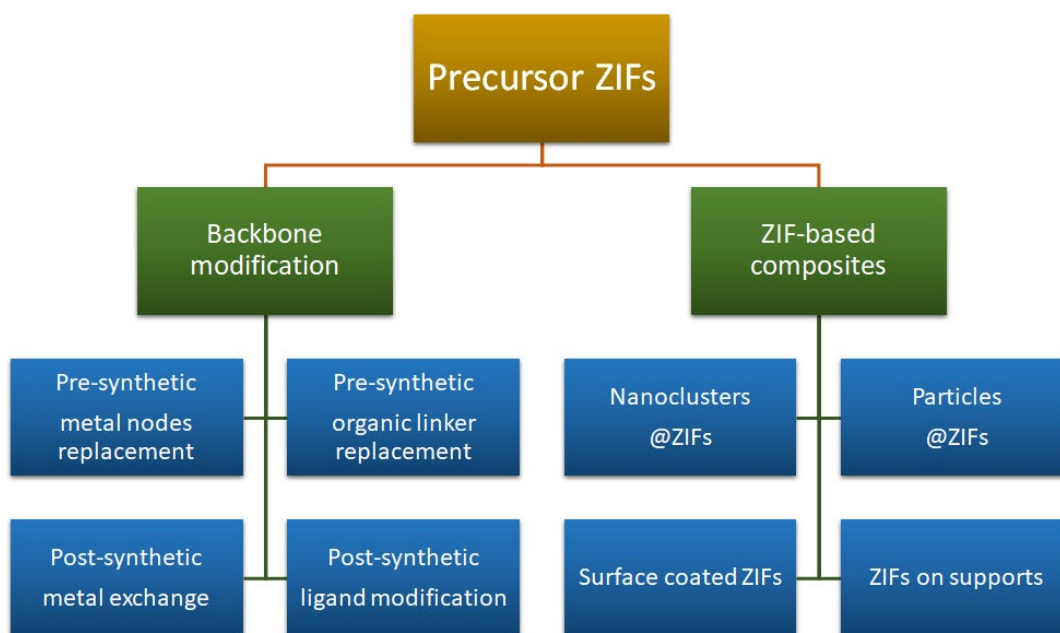 Precursor ZIFs
Backbone
modification
ZIF-based
composites
Pre-synthetic
metal nodes
replacement
Pre-synthetic
organic linker
replacement
Nanoclusters
@ZIFs
Particles
@ZIFs
Post-synthetic
metal exchange
Post-synthetic
ligand modification
Surface coated ZIFs
ZIFs on supports